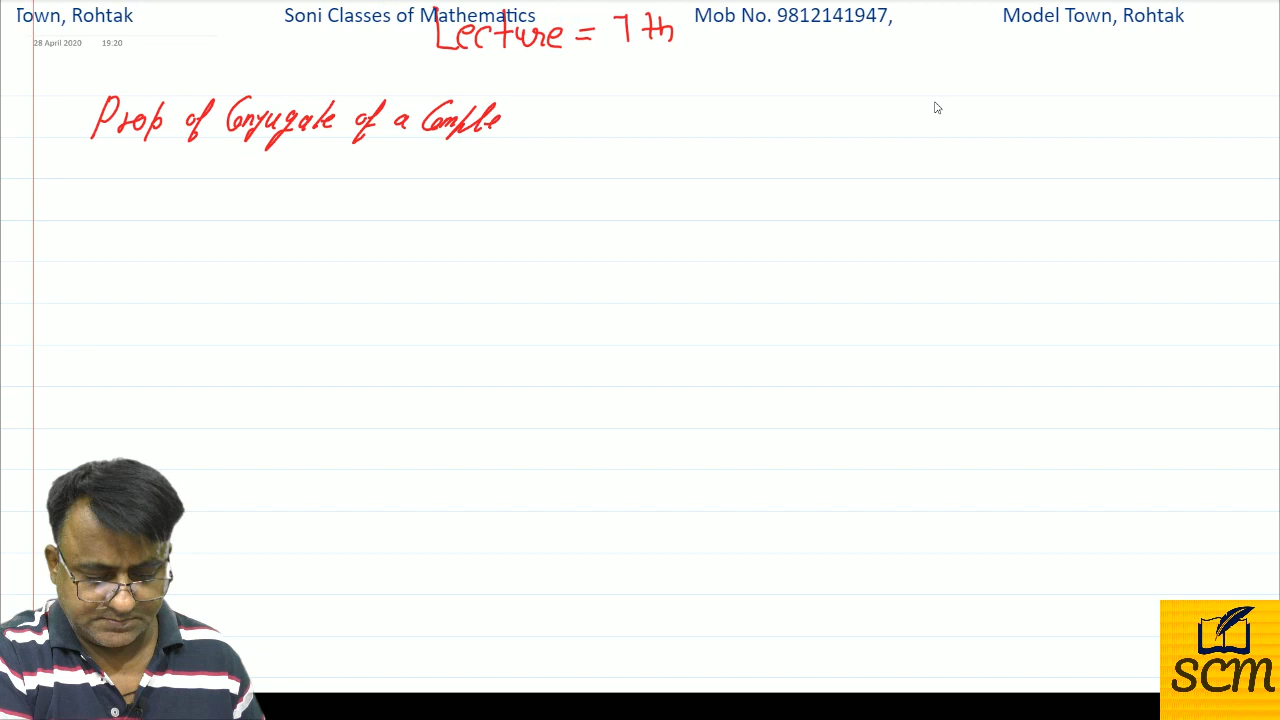 Town, Rohtak Soni Classes of Mathematics Mob No. 9812141947, Model Town, Rohtak
Lecture = 7th
28 April 2020 19:20
Prop of Conjugate of a Comple
SCM